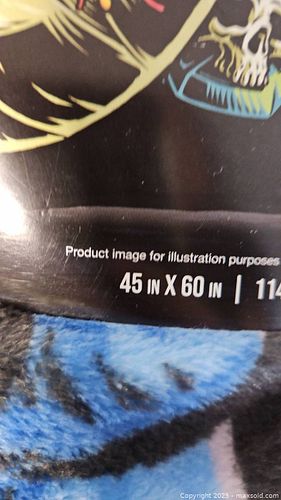 Product image for illustration purposes
45 IN X 60 IN | 114
Copyright 2023 - maxsold.com